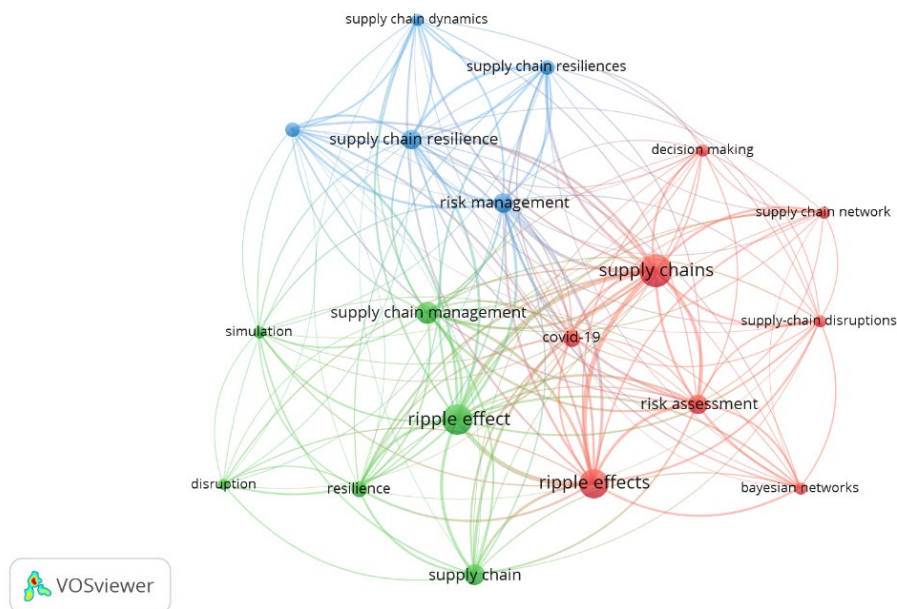 supply chain dynamics
supply chain resiliences
supply chain resilience
decision making
risk management
supply chain network
supply chains
supply chain management
supply-chain disruptions
simulation
covid-19
risk assessment
ripple effect
disruption
resilience
ripple effects
bayesian networks
supply chain
VOSviewer